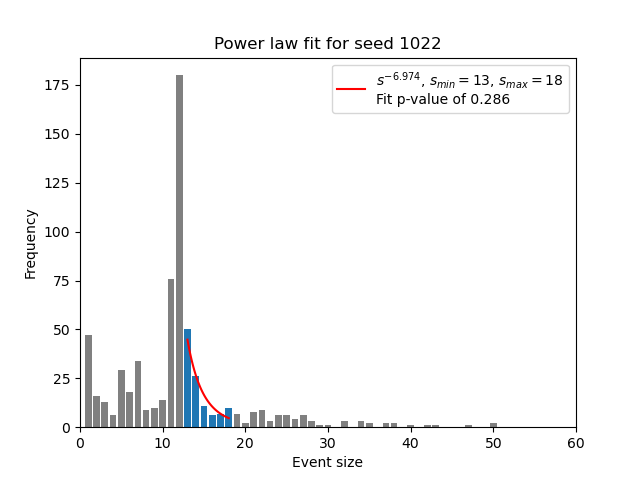 Power law fit for seed 1022
s^{-6.974}, s_{min} = 13, s_{max} = 18
Fit p-value of 0.286
175
150
125
100
75
50
25
0
Frequency
0 10 20 30 40 50 60
Event size